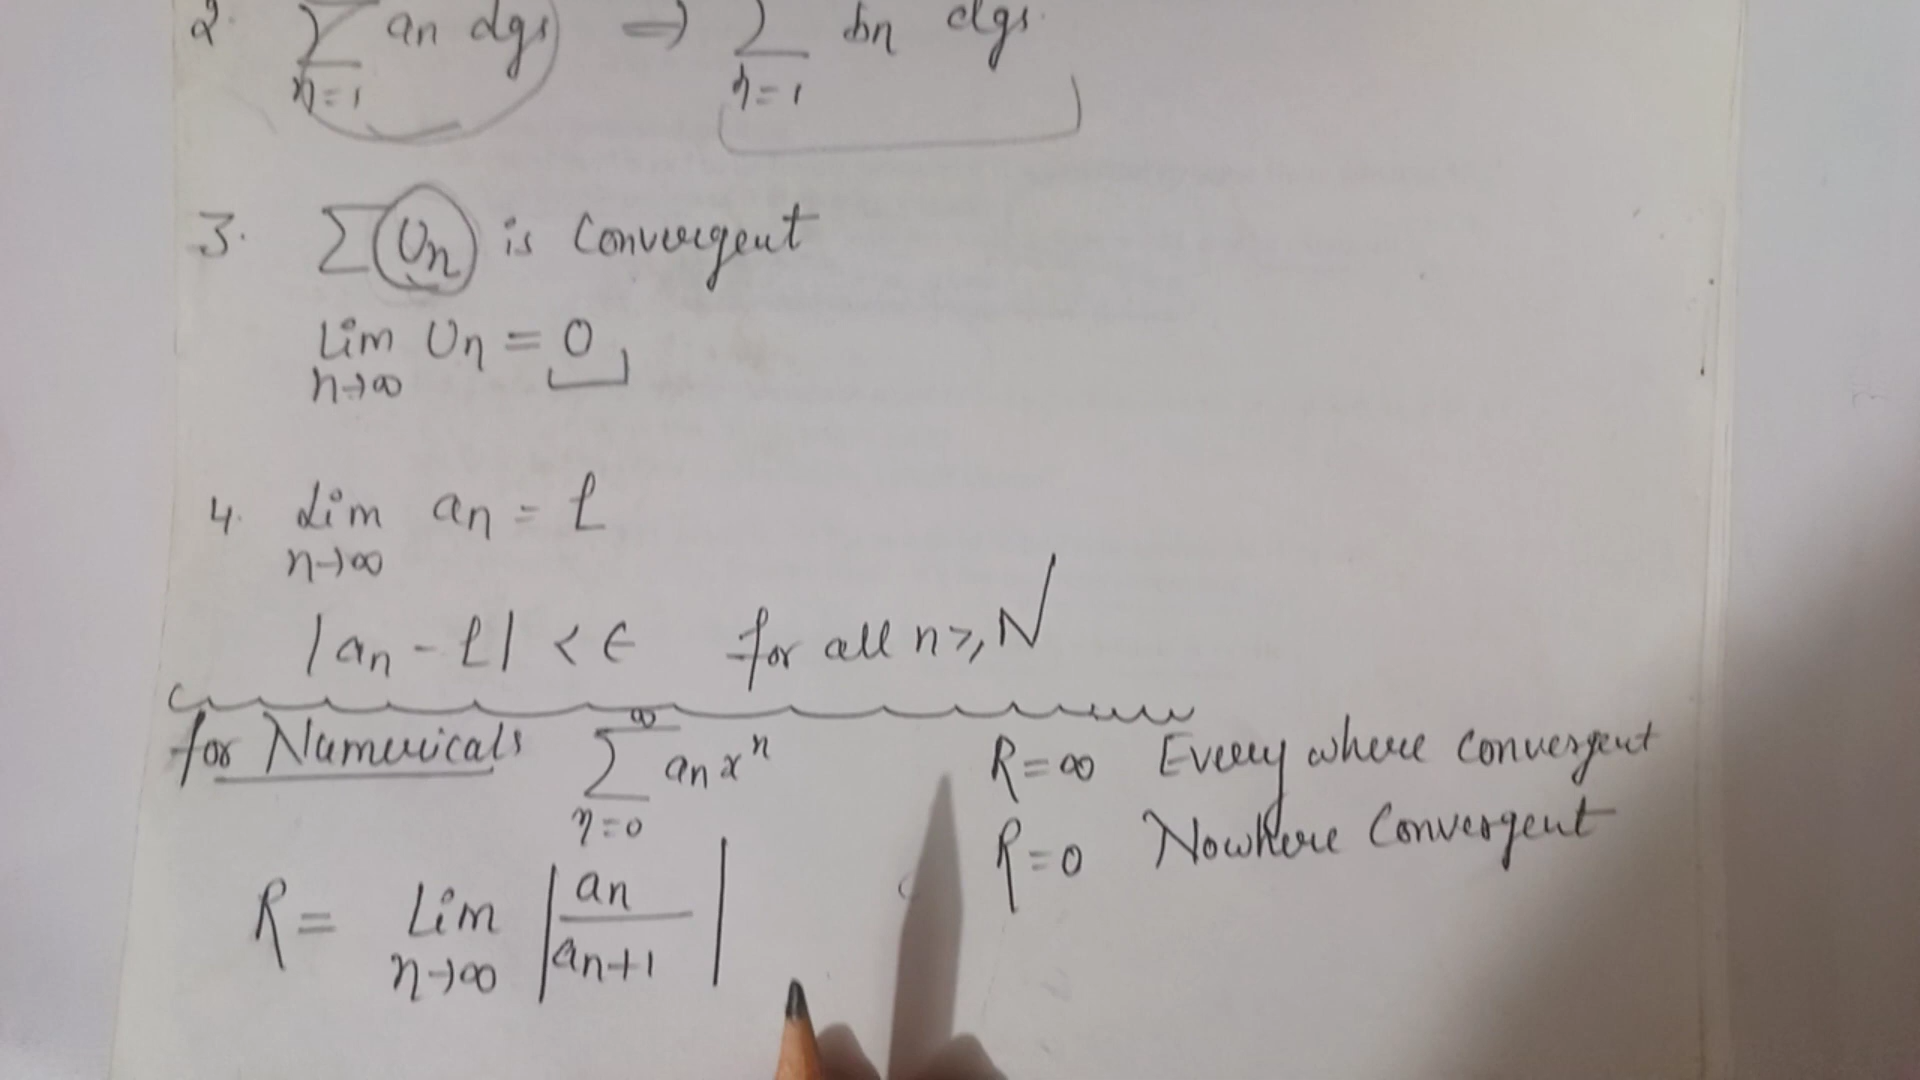 2. ∑ an dgs ⇒ ∑ bn dgs.
n=1 n=1
3. ∑ Un is Convergent
Lim Un = 0
n→∞
4. Lim an = L
n→∞
|an - L| < ϵ for all n ≥ N
for Numericals ∞ ∑ n=0 an xⁿ
R=∞ Every where convergent
R=0 Nowhere Convergent
R = Lim n→∞ |an / an+1|